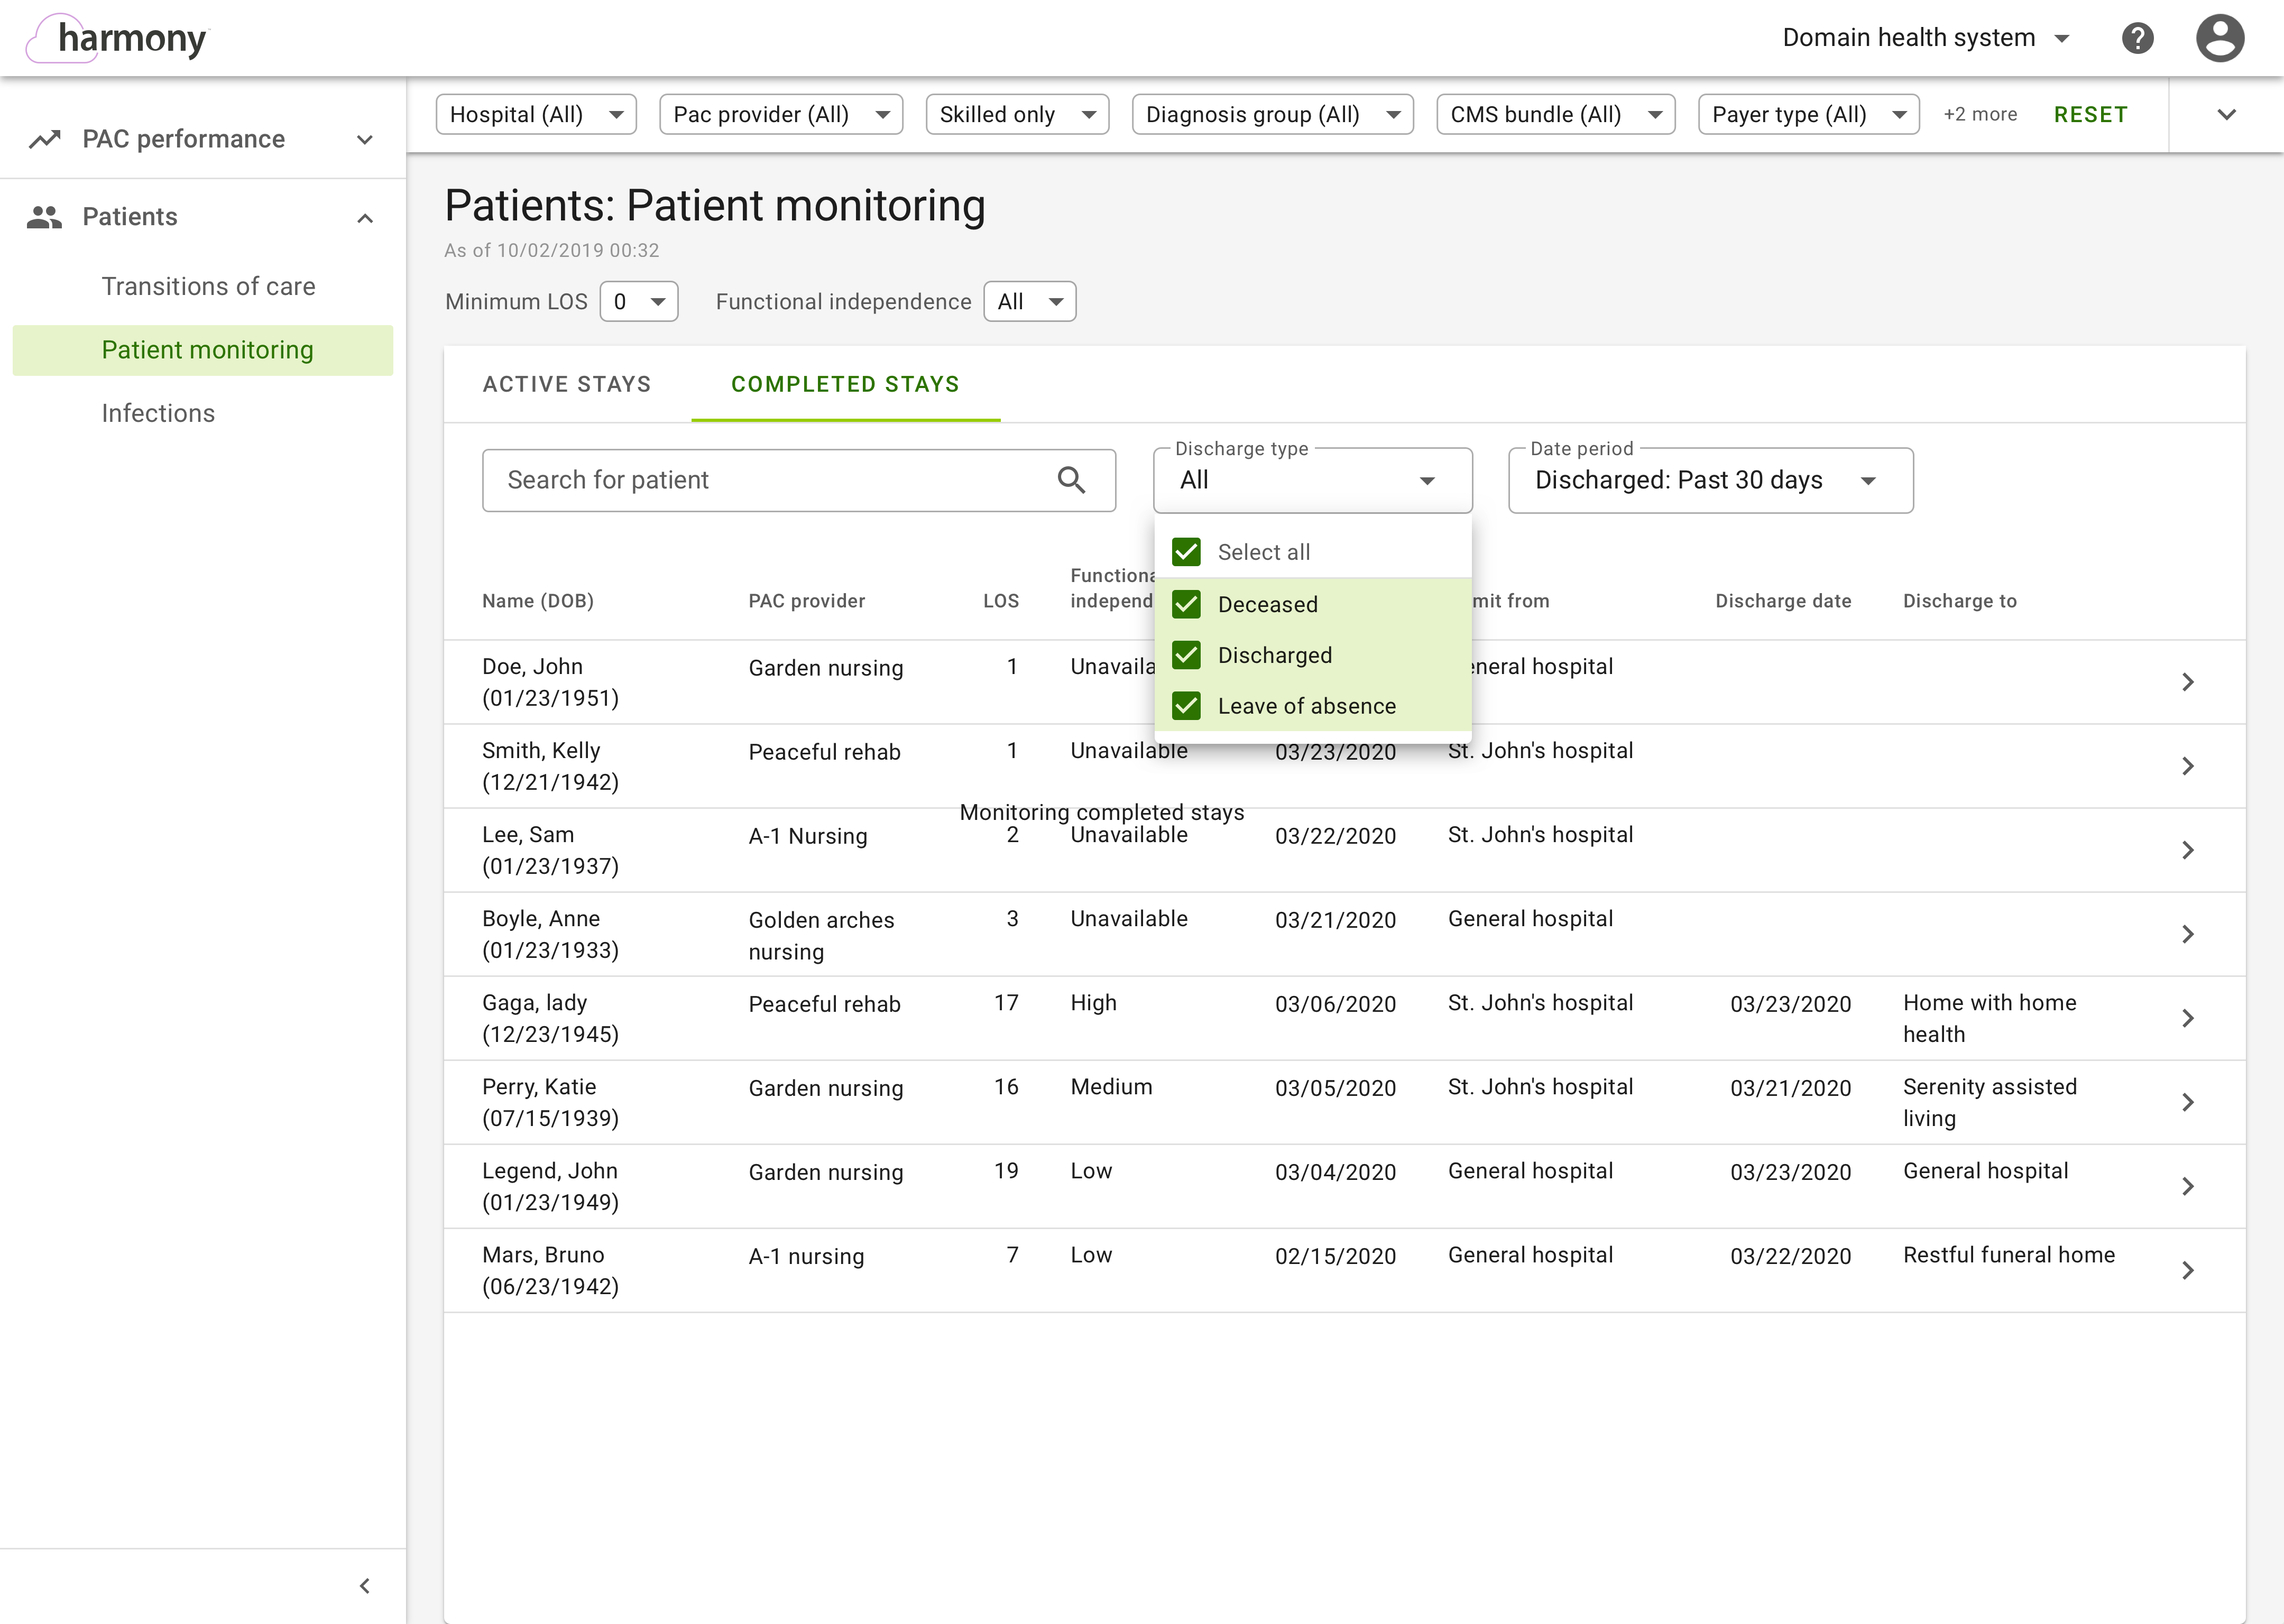 harmony
Domain health system
PAC performance
Patients
Transitions of care
Patient monitoring
Infections
Hospital (All)
Pac provider (All)
Skilled only
Diagnosis group (All)
CMS bundle (All)
Payer type (All)
+2 more
RESET
Patients: Patient monitoring
As of 10/02/2019 00:32
Minimum LOS
0
Functional independence
All
ACTIVE STAYS
COMPLETED STAYS
Search for patient
Discharge type
All
Date period
Discharged: Past 30 days
Select all
Deceased
Discharged
Leave of absence
Name (DOB)
PAC provider
LOS
Functiona
independ
mit from
Discharge date
Discharge to
Doe, John
(01/23/1951)
Garden nursing
1
Unavaila
eneral hospital
Smith, Kelly
(12/21/1942)
Peaceful rehab
1
Unavailable
03/23/2020
St. John's hospital
Monitoring completed stays
Lee, Sam
(01/23/1937)
A-1 Nursing
2
Unavailable
03/22/2020
St. John's hospital
Boyle, Anne
(01/23/1933)
Golden arches
nursing
3
Unavailable
03/21/2020
General hospital
Gaga, lady
(12/23/1945)
Peaceful rehab
17
High
03/06/2020
St. John's hospital
03/23/2020
Home with home
health
Perry, Katie
(07/15/1939)
Garden nursing
16
Medium
03/05/2020
St. John's hospital
03/21/2020
Serenity assisted
living
Legend, John
(01/23/1949)
Garden nursing
19
Low
03/04/2020
General hospital
03/23/2020
General hospital
Mars, Bruno
(06/23/1942)
A-1 nursing
7
Low
02/15/2020
General hospital
03/22/2020
Restful funeral home